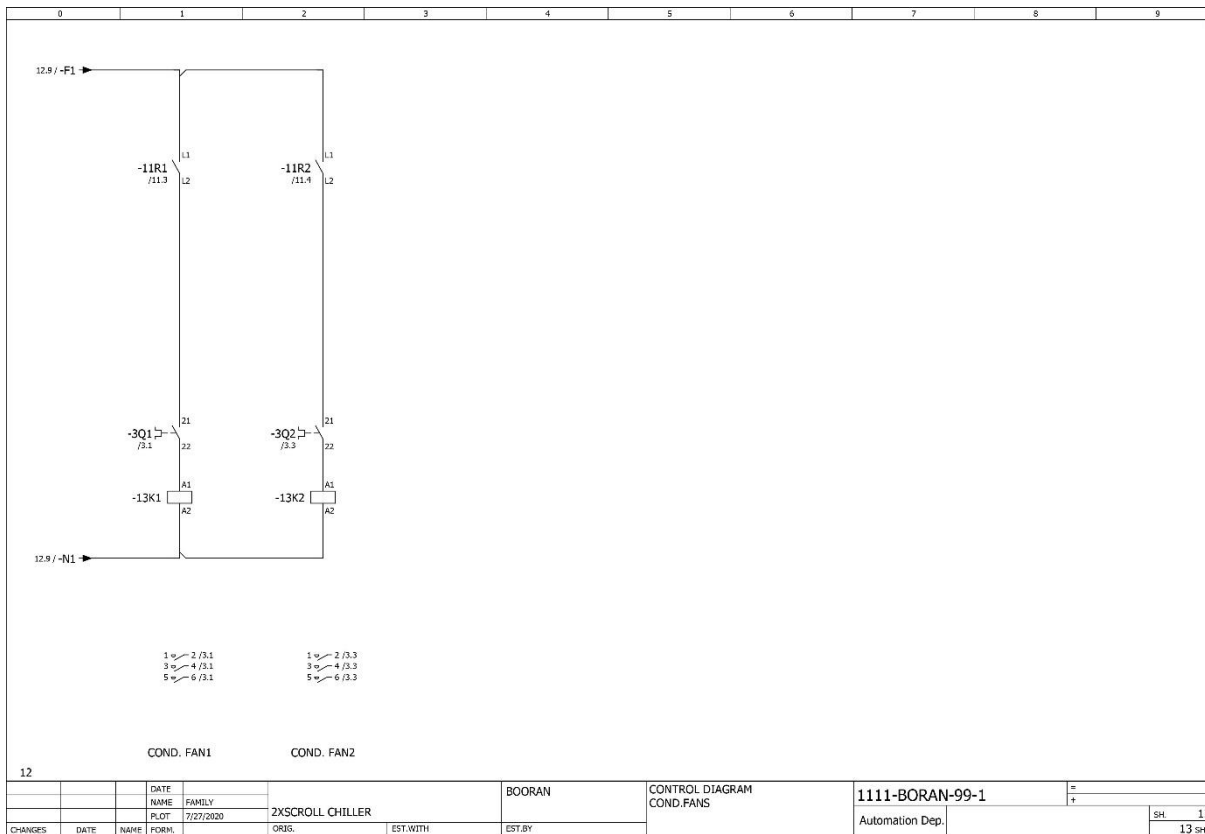 0 1 2 3 4 5 6 7 8 9
12.9 / -F1
L1 L1
-11R1 -11R2
/11.3 /11.4
L2 L2
21 21
-3Q1 -3Q2
/3.1 /3.3
22 22
A1 A1
-13K1 -13K2
A2 A2
12.9 / -N1
1 2 /3.1 1 2 /3.3
3 4 /3.1 3 4 /3.3
5 6 /3.1 5 6 /3.3
COND. FAN1 COND. FAN2
12
DATE
NAME FAMILY
PLOT 7/27/2020
CHANGES DATE NAME FORM.
2XSCROLL CHILLER
ORIG. EST.WITH EST.BY
BOORAN
CONTROL DIAGRAM
COND.FANS
1111-BORAN-99-1
Automation Dep.
=
+
SH. 1
13 SH